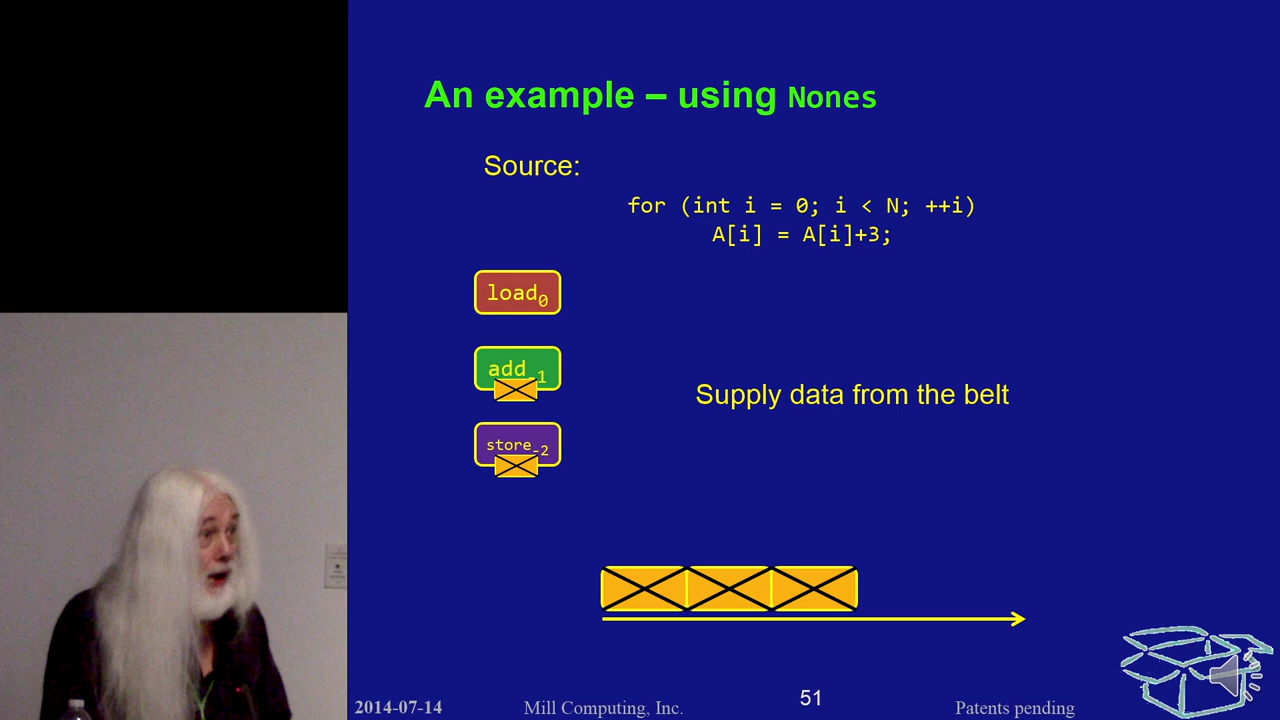 An example – using Nones
Source:
for (int i = 0; i < N; ++i)
A[i] = A[i]+3;
load0
add-1
Supply data from the belt
store-2
2014-07-14
Mill Computing, Inc.
51
Patents pending